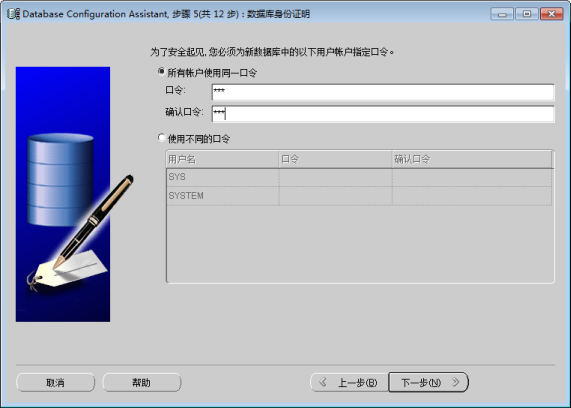 Database Configuration Assistant, 步骤 5(共 12 步) : 数据库身份证明
为了安全起见, 您必须为新数据库中的以下用户帐户指定口令。
所有帐户使用同一口令
口令: ***
确认口令: ***
使用不同的口令
用户名 口令 确认口令
SYS
SYSTEM
取消 帮助 上一步(B) 下一步(N)